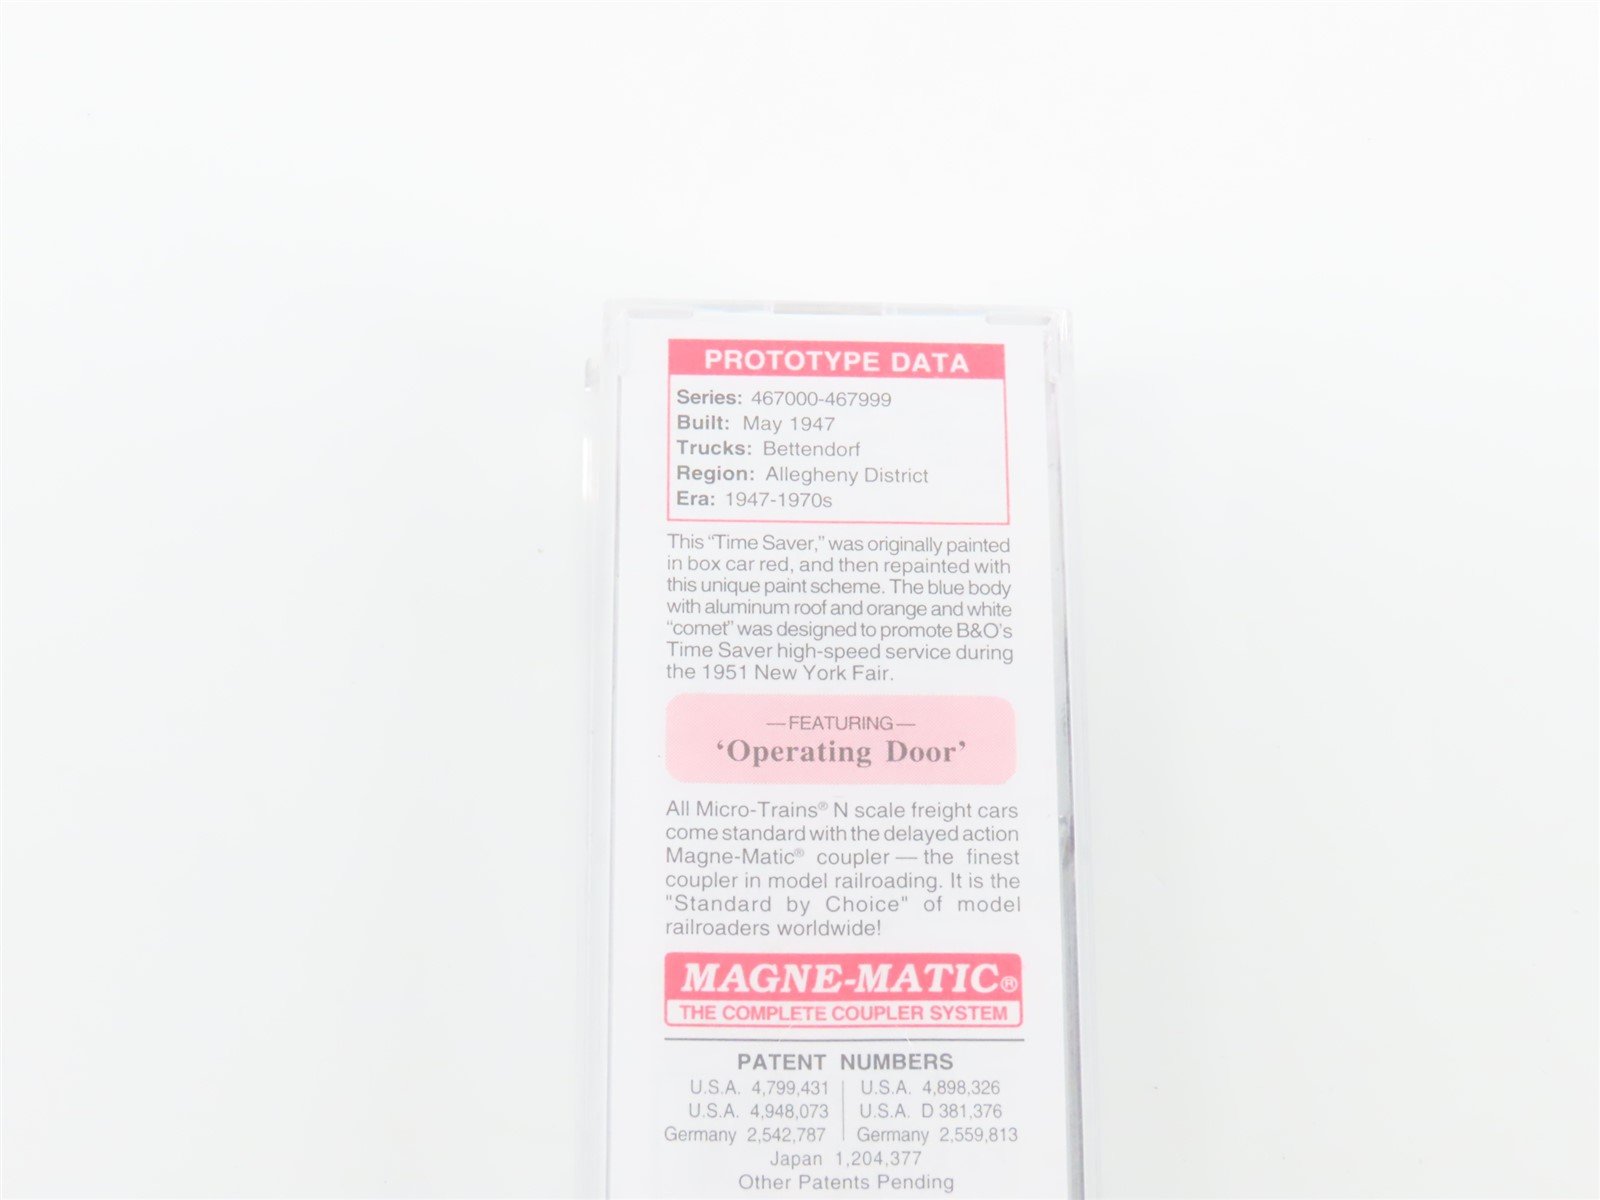 PROTOTYPE DATA
Series: 467000-467999
Built: May 1947
Trucks: Bettendorf
Region: Allegheny District
Era: 1947-1970s
This "Time Saver," was originally painted
in box car red, and then repainted with
this unique paint scheme. The blue body
with aluminum roof and orange and white
"comet" was designed to promote B&O's
Time Saver high-speed service during
the 1951 New York Fair.
—FEATURING—
'Operating Door'
All Micro-Trains® N scale freight cars
come standard with the delayed action
Magne-Matic® coupler — the finest
coupler in model railroading. It is the
"Standard by Choice" of model
railroaders worldwide!
MAGNE-MATIC®
THE COMPLETE COUPLER SYSTEM
PATENT NUMBERS
U.S.A. 4,799,431 | U.S.A. 4,898,326
U.S.A. 4,948,073 | U.S.A. D 381,376
Germany 2,542,787 | Germany 2,559,813
Japan 1,204,377
Other Patents Pending